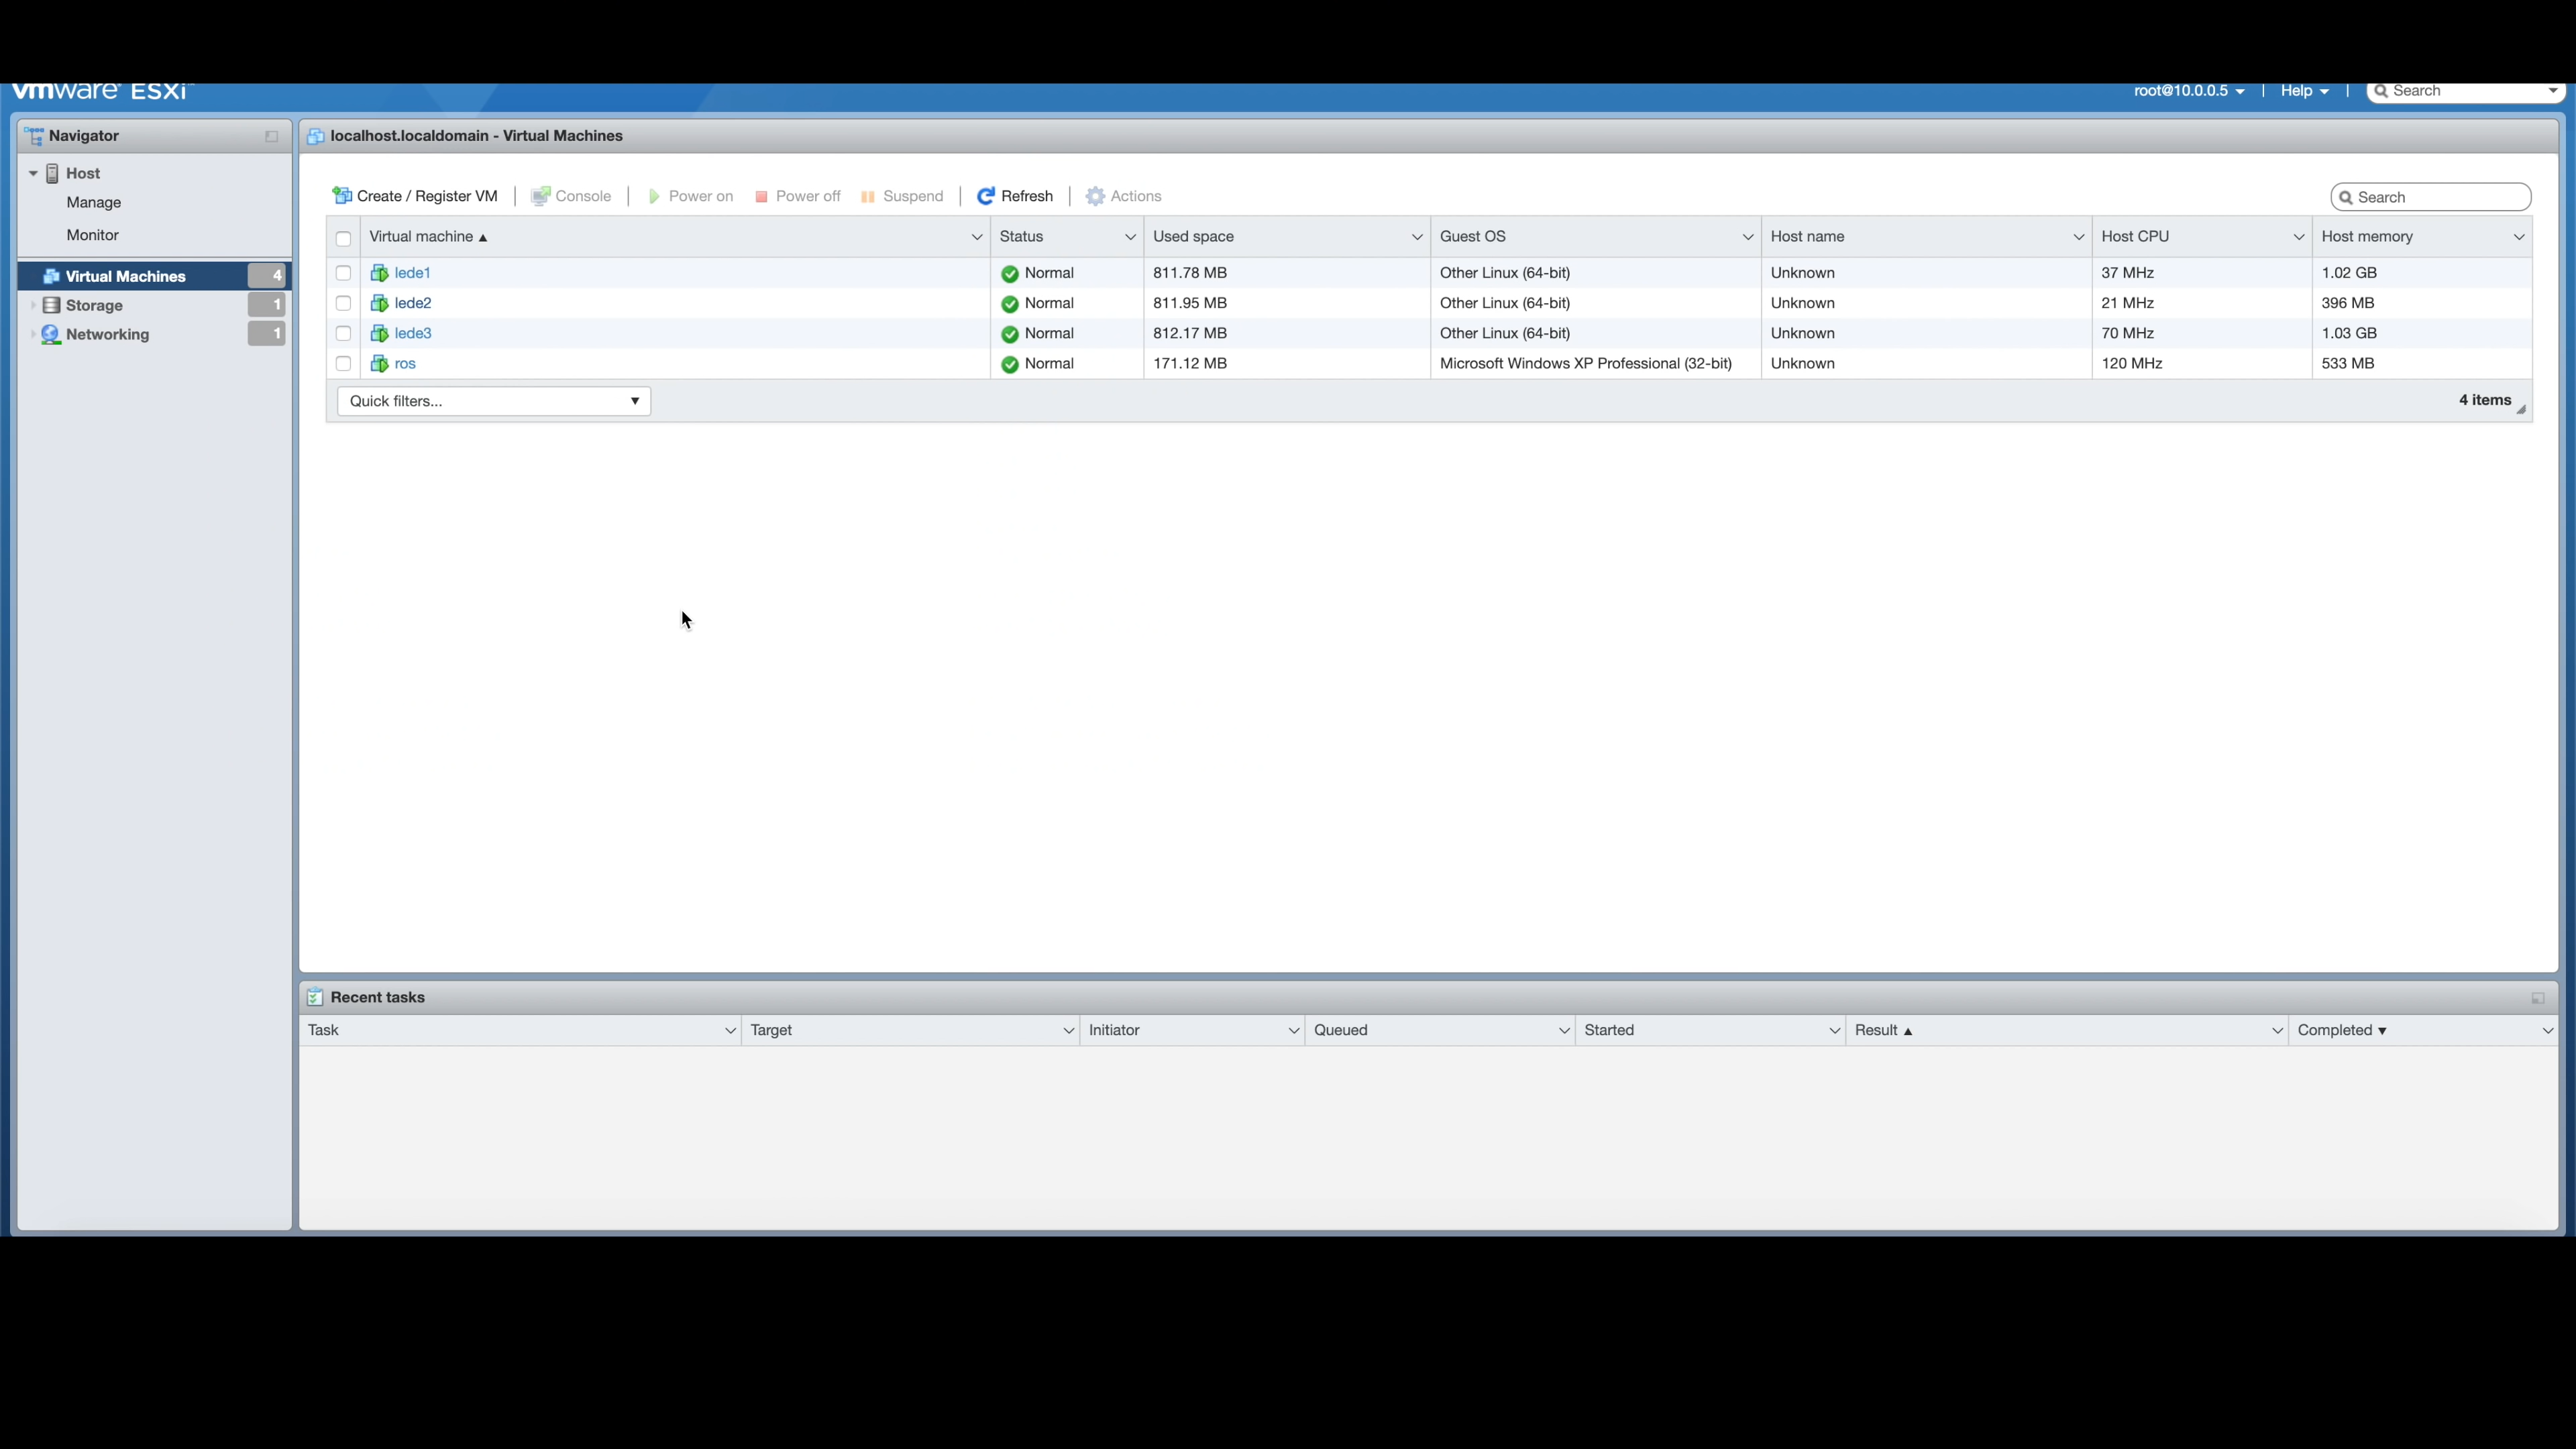 vmware ESXi
root@10.0.0.5 | Help | Search
Navigator
Host
Manage
Monitor
Virtual Machines 4
Storage 1
Networking 1
localhost.localdomain - Virtual Machines
Create / Register VM | Console | Power on Power off Suspend | Refresh | Actions
Search
Virtual machine Status Used space Guest OS Host name Host CPU Host memory
lede1 Normal 811.78 MB Other Linux (64-bit) Unknown 37 MHz 1.02 GB
lede2 Normal 811.95 MB Other Linux (64-bit) Unknown 21 MHz 396 MB
lede3 Normal 812.17 MB Other Linux (64-bit) Unknown 70 MHz 1.03 GB
ros Normal 171.12 MB Microsoft Windows XP Professional (32-bit) Unknown 120 MHz 533 MB
Quick filters... 4 items
Recent tasks
Task Target Initiator Queued Started Result Completed